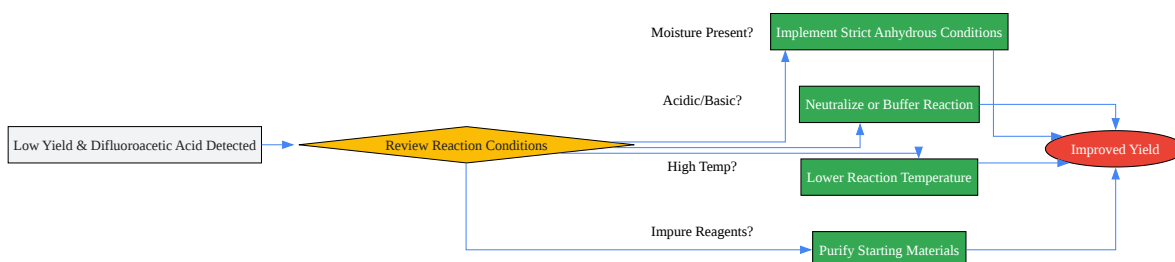 Moisture Present?
Implement Strict Anhydrous Conditions
Acidic/Basic?
Neutralize or Buffer Reaction
Low Yield & Difluoroacetic Acid Detected
Review Reaction Conditions
Improved Yield
High Temp?
Lower Reaction Temperature
Impure Reagents?
Purify Starting Materials